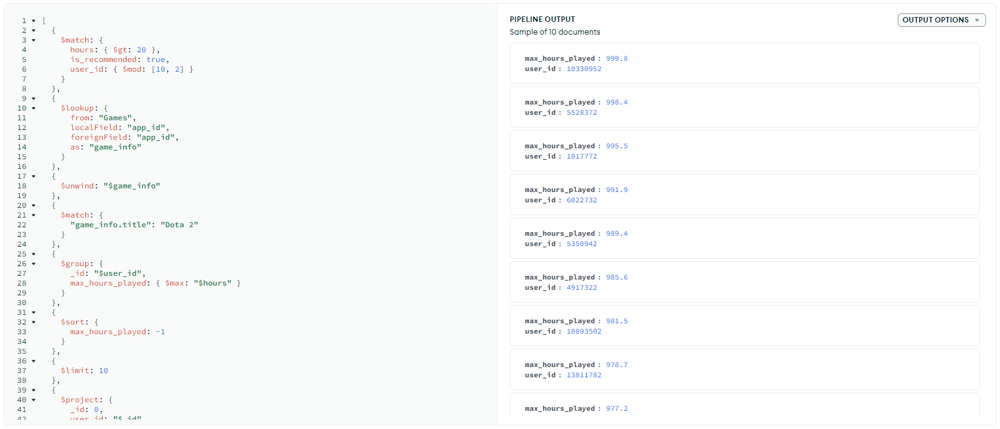 1 [
2 {
3 $match: {
4 hours: { $gt: 20 },
5 is_recommended: true,
6 user_id: { $mod: [10, 2] }
7 }
8 },
9 {
10 $lookup: {
11 from: "Games",
12 localField: "app_id",
13 foreignField: "app_id",
14 as: "game_info"
15 }
16 },
17 {
18 $unwind: "$game_info"
19 },
20 {
21 $match: {
22 "game_info.title": "Dota 2"
23 }
24 },
25 {
26 $group: {
27 _id: "$user_id",
28 max_hours_played: { $max: "$hours" }
29 }
30 },
31 {
32 $sort: {
33 max_hours_played: -1
34 }
35 },
36 {
37 $limit: 10
38 },
39 {
40 $project: {
41 _id: 0,
42 user_id: "$_id"
PIPELINE OUTPUT
OUTPUT OPTIONS
Sample of 10 documents
max_hours_played : 999.8
user_id : 10330952
max_hours_played : 998.4
user_id : 5528372
max_hours_played : 995.5
user_id : 1017772
max_hours_played : 991.9
user_id : 6022732
max_hours_played : 989.4
user_id : 5350942
max_hours_played : 985.6
user_id : 4917322
max_hours_played : 981.5
user_id : 10893502
max_hours_played : 978.7
user_id : 13811782
max_hours_played : 977.2